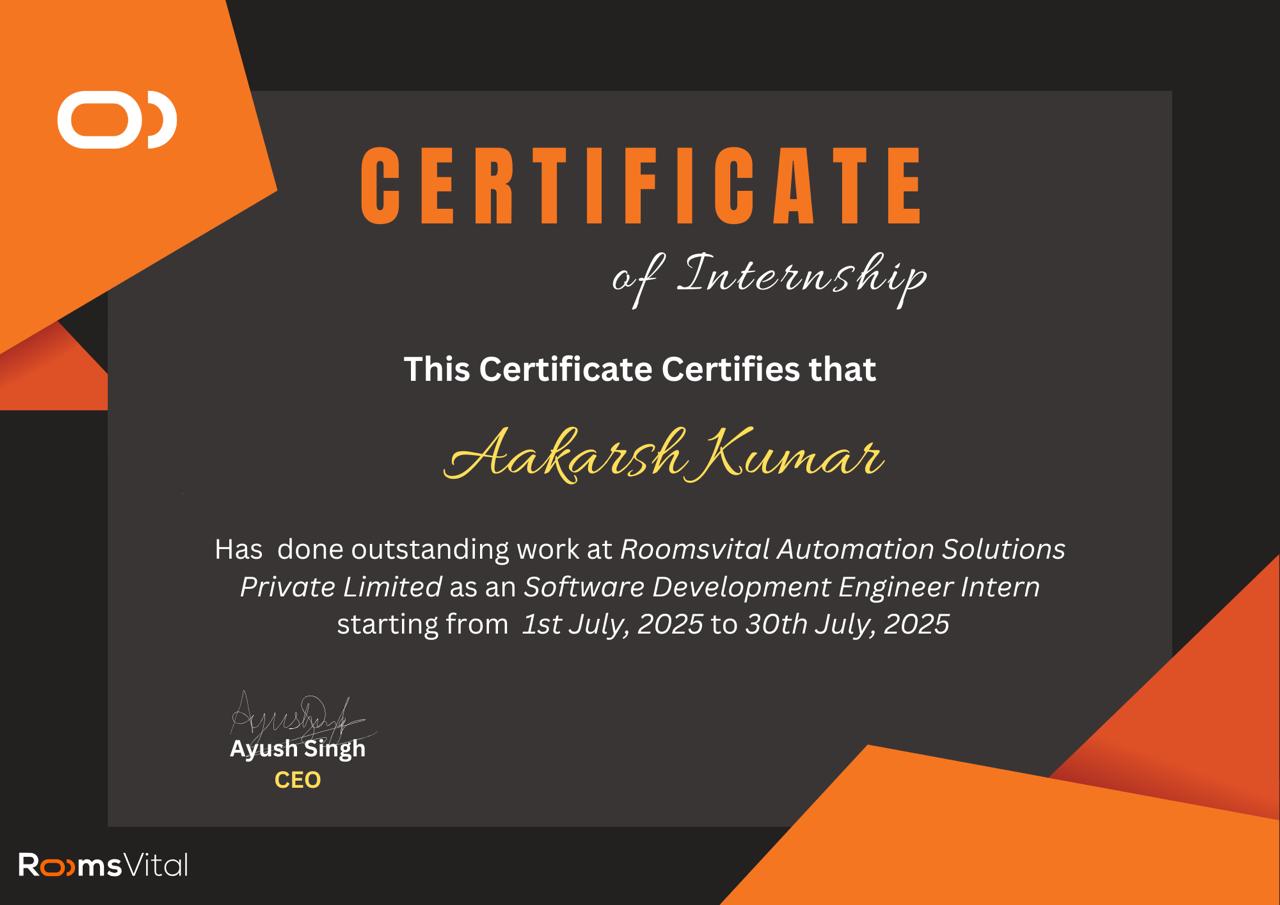 CERTIFICATE
of Internship
This Certificate Certifies that
Aakarsh Kumar
Has done outstanding work at Roomsvital Automation Solutions
Private Limited as an Software Development Engineer Intern
starting from 1st July, 2025 to 30th July, 2025
Ayush Singh
CEO
RoomsVital